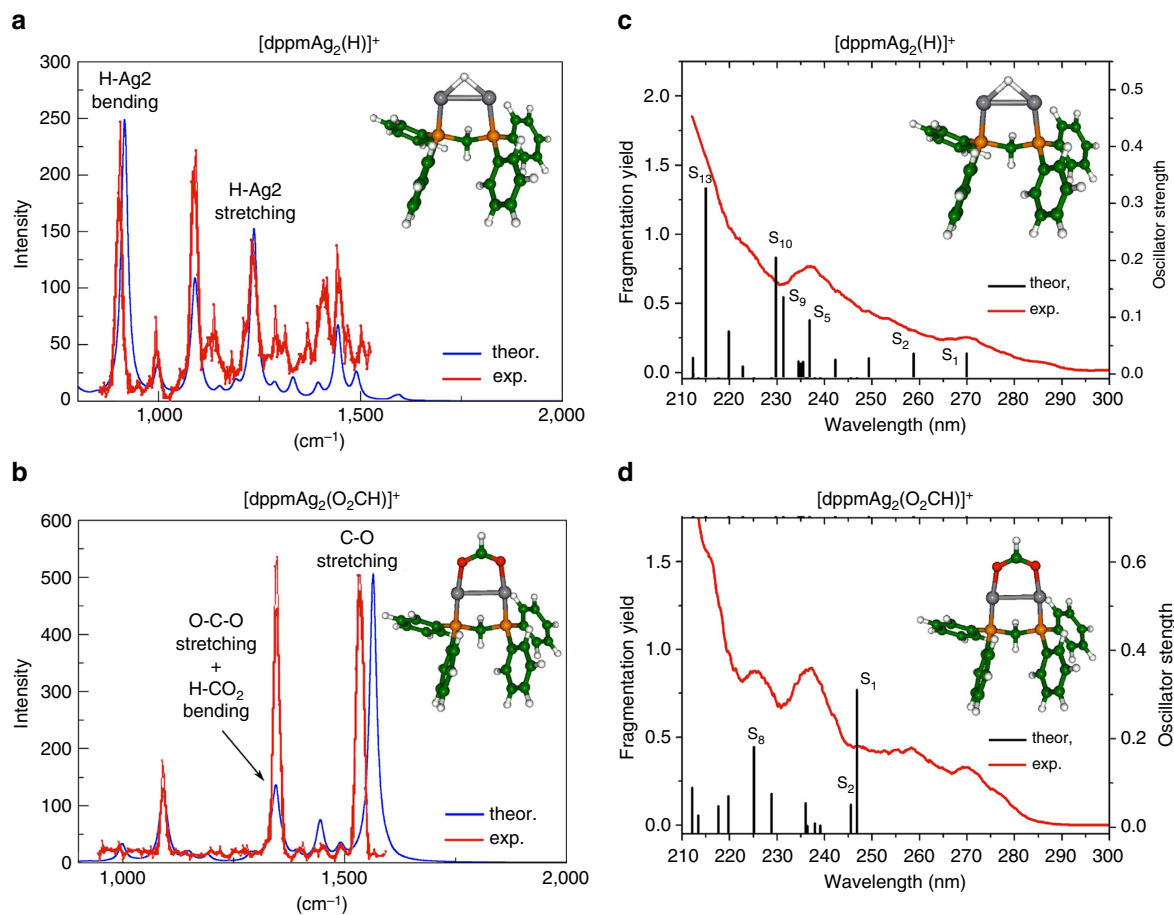 a
[dppmAg₂(H)]⁺
300
250
200
150
100
50
0
Intensity
H-Ag2
bending
H-Ag2
stretching
theor.
exp.
1,000
1,500
2,000
(cm⁻¹)
c
[dppmAg₂(H)]⁺
2.0
1.5
1.0
0.5
0.0
Fragmentation yield
S₁₃
S₁₀
S₉
S₅
S₂
S₁
theor,
exp.
0.5
0.4
0.3
0.2
0.1
0.0
Oscillator strength
210
220
230
240
250
260
270
280
290
300
Wavelength (nm)
b
[dppmAg₂(O₂CH)]⁺
600
500
400
300
200
100
0
Intensity
C-O
stretching
O-C-O
stretching
+
H-CO₂
bending
theor.
exp.
1,000
1,500
2,000
(cm⁻¹)
d
[dppmAg₂(O₂CH)]⁺
1.5
1.0
0.5
0.0
Fragmentation yield
S₈
S₂
S₁
theor,
exp.
0.6
0.4
0.2
0.0
Oscillator stength
210
220
230
240
250
260
270
280
290
300
Wavelength (nm)